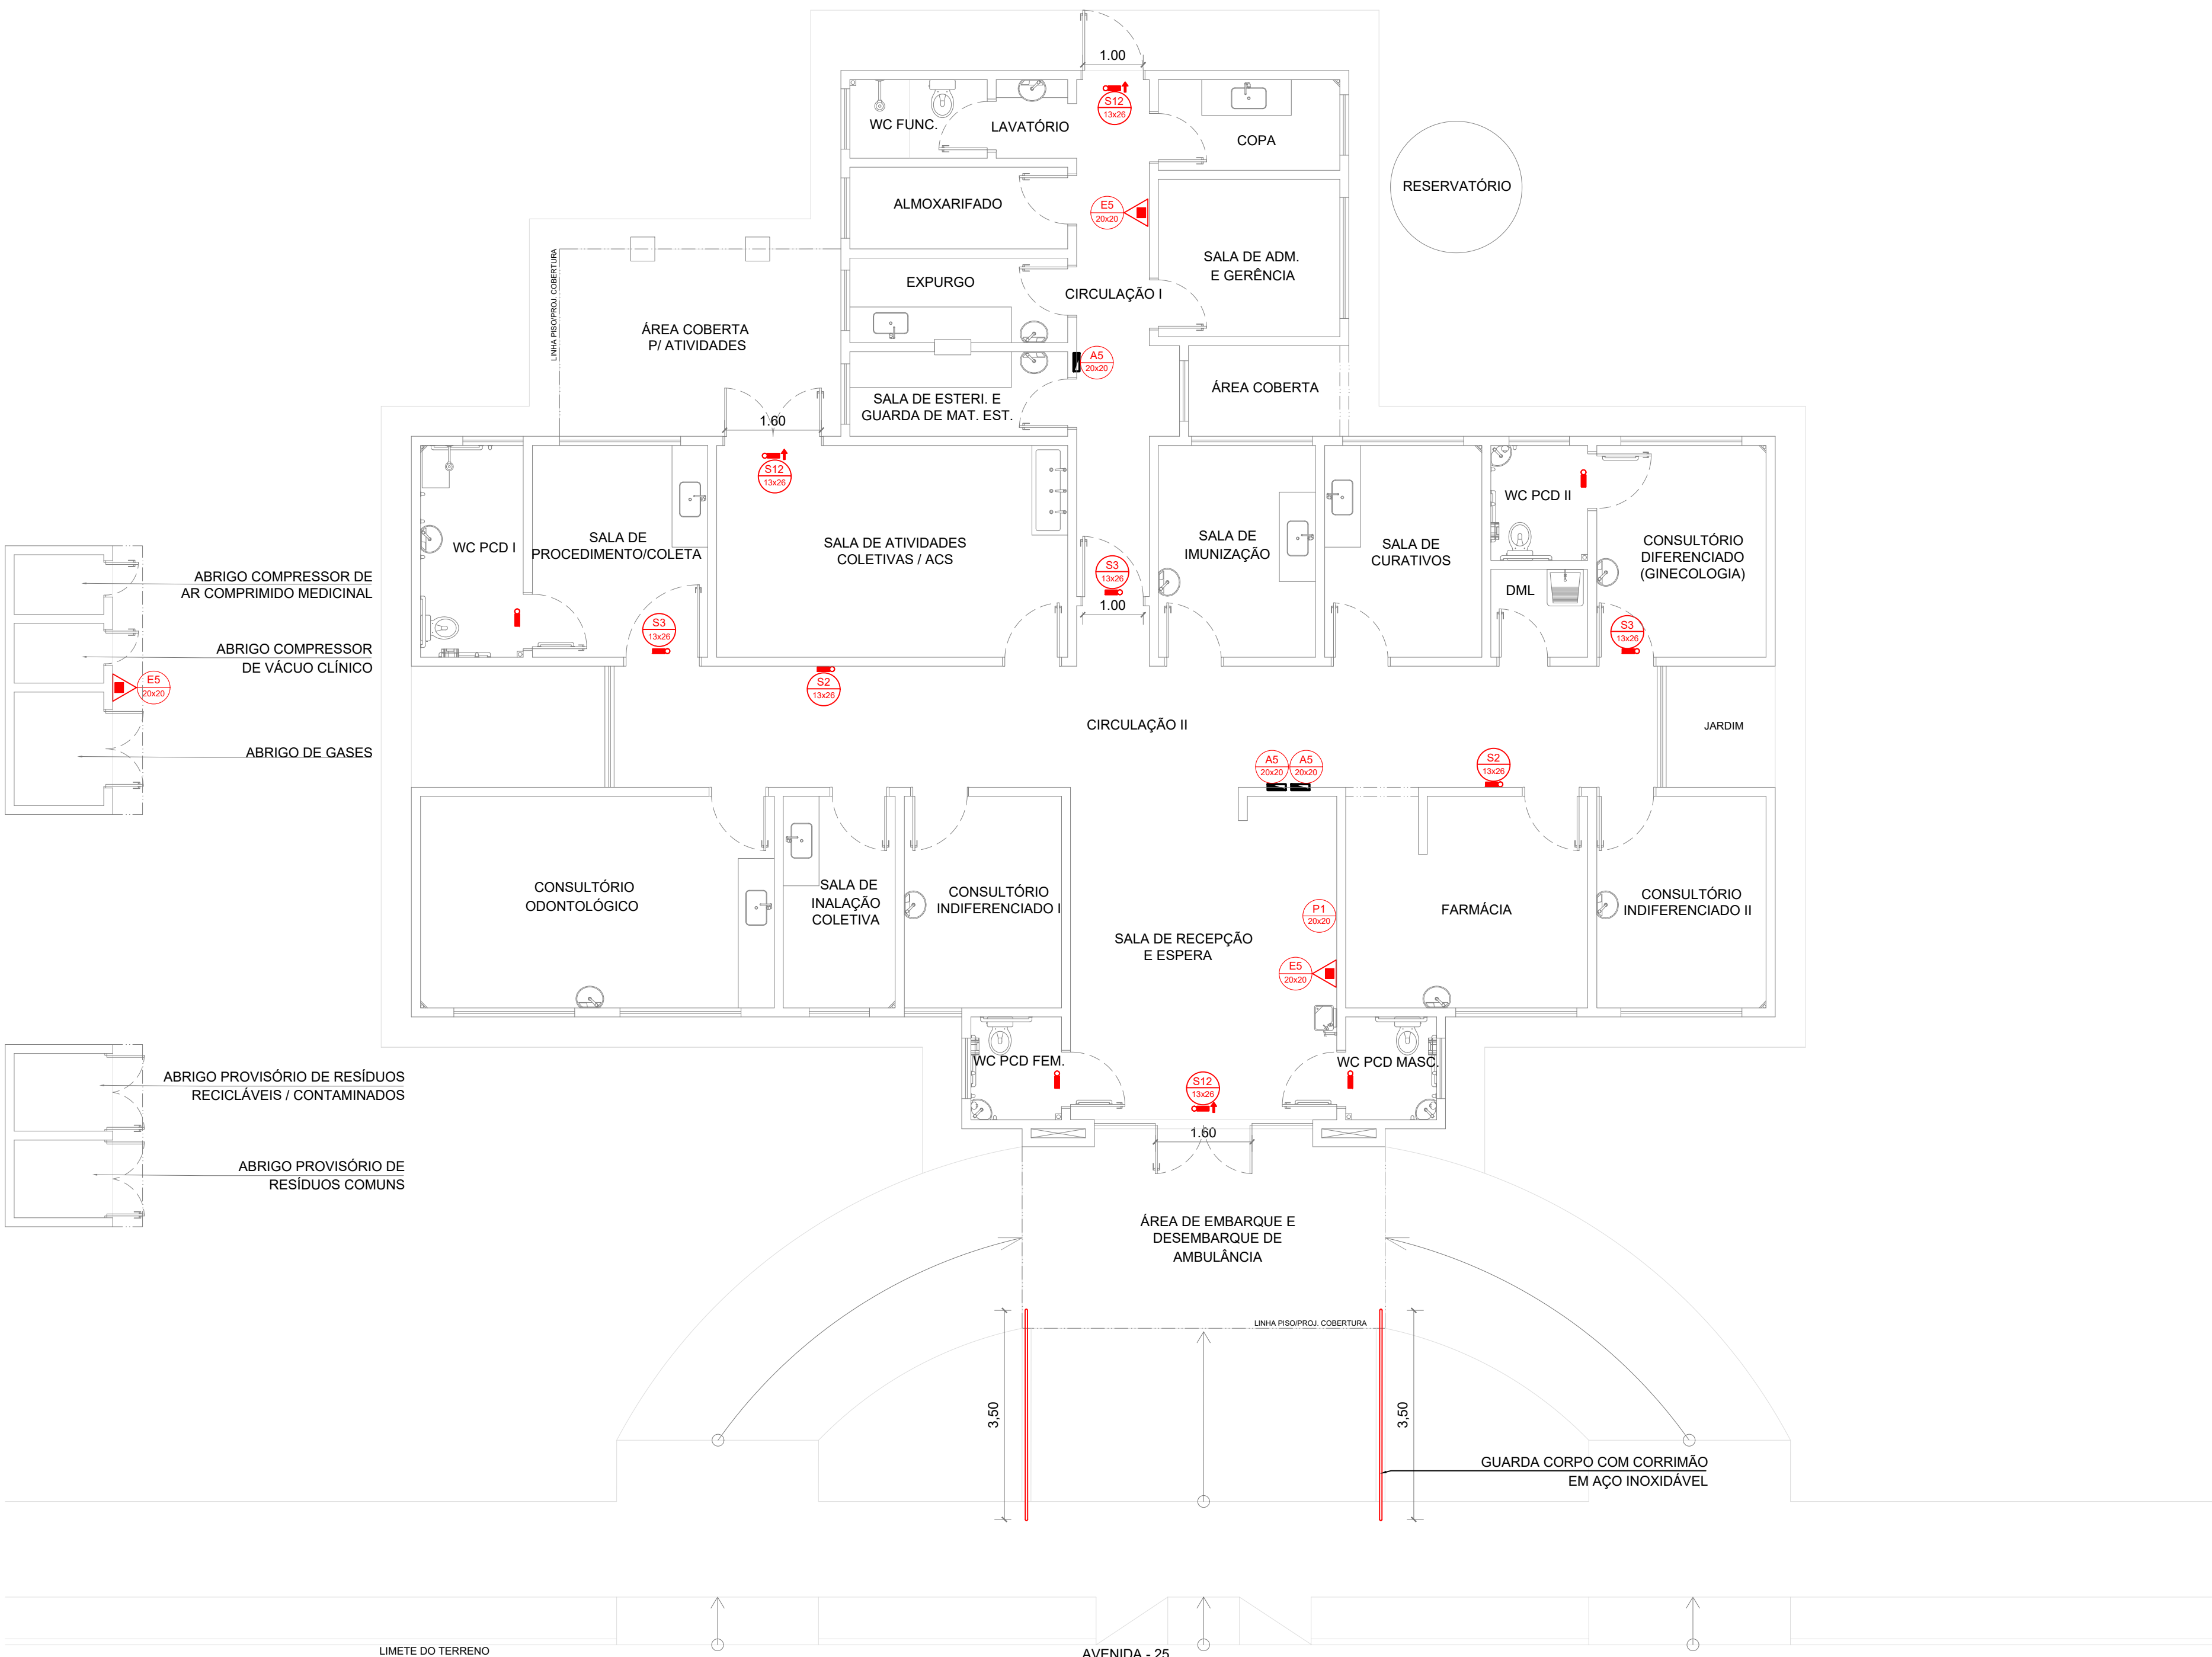 1.00
S12
13x26
WC FUNC.
LAVATÓRIO
COPA
RESERVATÓRIO
ALMOXARIFADO
E5
20x20
SALA DE ADM.
E GERÊNCIA
EXPURGO
CIRCULAÇÃO I
LINHA PISO/PROJ. COBERTURA
ÁREA COBERTA
P/ ATIVIDADES
A5
20x20
ÁREA COBERTA
SALA DE ESTERI. E
GUARDA DE MAT. EST.
1.60
S12
13x26
WC PCD I
SALA DE
PROCEDIMENTO/COLETA
SALA DE ATIVIDADES
COLETIVAS / ACS
SALA DE
IMUNIZAÇÃO
SALA DE
CURATIVOS
WC PCD II
CONSULTÓRIO
DIFERENCIADO
(GINECOLOGIA)
DML
S3
13x26
1.00
S3
13x26
S3
13x26
ABRIGO COMPRESSOR DE
AR COMPRIMIDO MEDICINAL
ABRIGO COMPRESSOR
DE VÁCUO CLÍNICO
E5
20x20
ABRIGO DE GASES
S2
13x26
CIRCULAÇÃO II
JARDIM
A5
20x20
A5
20x20
S2
13x26
CONSULTÓRIO
ODONTOLÓGICO
SALA DE
INALAÇÃO
COLETIVA
CONSULTÓRIO
INDIFERENCIADO I
P1
20x20
SALA DE RECEPÇÃO
E ESPERA
E5
20x20
FARMÁCIA
CONSULTÓRIO
INDIFERENCIADO II
WC PCD FEM.
WC PCD MASC.
S12
13x26
1.60
ABRIGO PROVISÓRIO DE RESÍDUOS
RECICLÁVEIS / CONTAMINADOS
ABRIGO PROVISÓRIO DE
RESÍDUOS COMUNS
ÁREA DE EMBARQUE E
DESEMBARQUE DE
AMBULÂNCIA
LINHA PISO/PROJ. COBERTURA
3,50
3,50
GUARDA CORPO COM CORRIMÃO
EM AÇO INOXIDÁVEL
LIMETE DO TERRENO
AVENIDA - 25